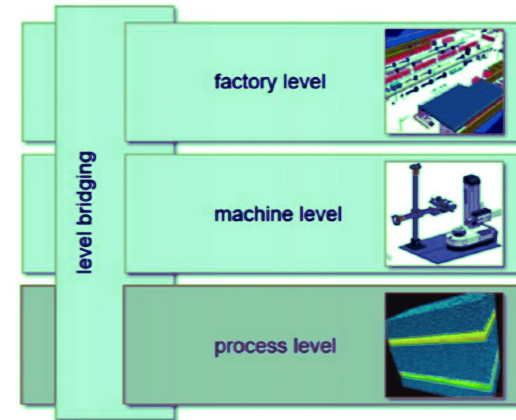 level bridging
factory level
machine level
process level